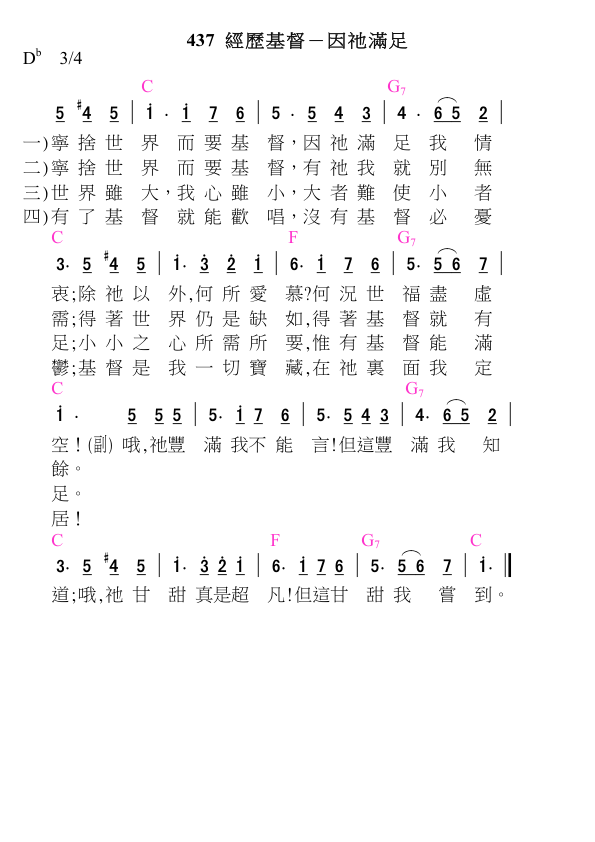 437 經歷基督－因祂滿足
D♭ 3/4
C G7
5 #4 5 | i · i 7 6 | 5 · 5 4 3 | 4 · 6 5 2 |
一)寧捨世界而要基督，因祂滿足我情
二)寧捨世界而要基督，有祂我就別無
三)世界雖大，我心雖小，大者難使小者
四)有了基督就能歡唱，沒有基督必憂
C F G7
3· 5 #4 5 | i· 3̇ 2̇ i | 6· i 7 6 | 5· 5 6 7 |
衷;除祂以外,何所愛慕?何況世福盡虛
需;得著世界仍是缺如,得著基督就有
足;小小之心所需所要,惟有基督能滿
鬱;基督是我一切寶藏,在祂裏面我定
C G7
i · 5 5 5 | 5· i 7 6 | 5· 5 4 3 | 4· 6 5 2 |
空！(副)哦,祂豐滿我不能言!但這豐滿我知
餘。
足。
居！
C F G7 C
3· 5 #4 5 | i· 3̇ 2̇ i | 6· i 7 6 | 5· 5 6 7 | i· ‖
道;哦,祂甘甜真是超凡!但這甘甜我嘗到。